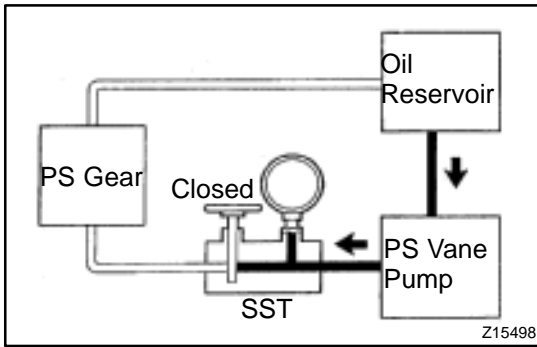 Oil
Reservoir
PS Gear
Closed
PS Vane
Pump
SST
Z15498